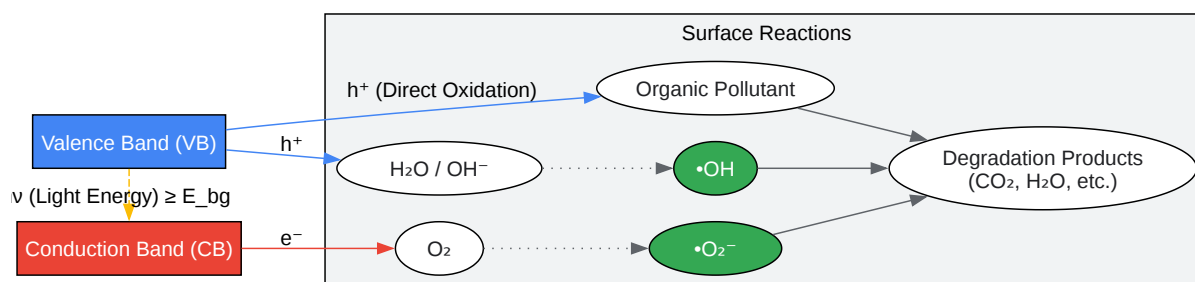 Surface Reactions
h⁺ (Direct Oxidation)
Organic Pollutant
Valence Band (VB)
h⁺
H₂O / OH⁻
•OH
Degradation Products
(CO₂, H₂O, etc.)
(Light Energy) ≥ E_bg
Conduction Band (CB)
e⁻
O₂
•O₂⁻